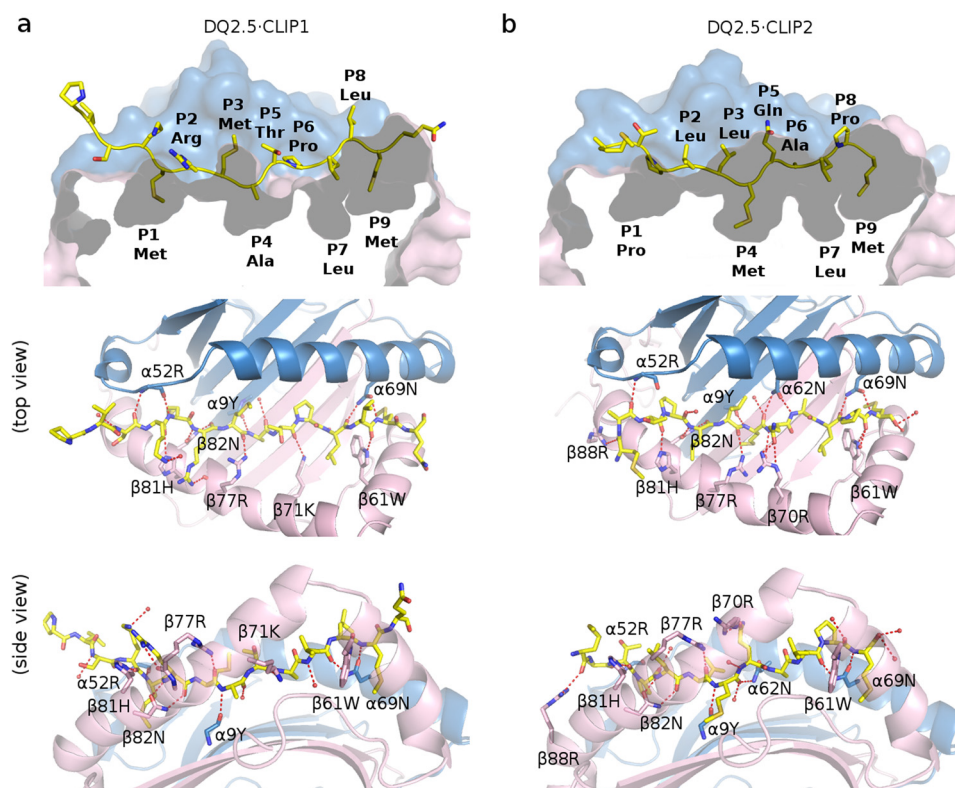 a
DQ2.5·CLIP1
P2
Arg
P3
Met
P5
Thr
P6
Pro
P8
Leu
P1
Met
P4
Ala
P7
Leu
P9
Met
b
DQ2.5·CLIP2
P2
Leu
P3
Leu
P5
Gln
P6
Ala
P8
Pro
P1
Pro
P4
Met
P7
Leu
P9
Met
(top view)
α52R
α9Y
α69N
β82N
β81H
β77R
β71K
β61W
α52R
α9Y
α62N
α69N
β88R
β82N
β81H
β77R
β70R
β61W
(side view)
β77R
β71K
α52R
β81H
β82N
α9Y
β61W
α69N
β70R
α52R
β77R
β81H
β82N
α62N
α9Y
β61W
α69N
β88R